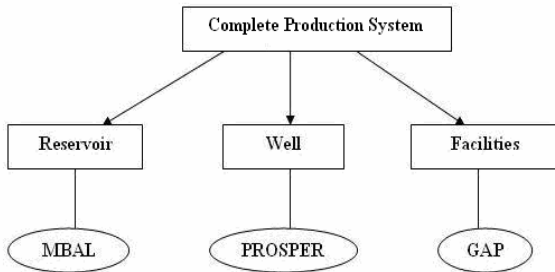 Complete Production System
Reservoir
Well
Facilities
MBAL
PROSPER
GAP